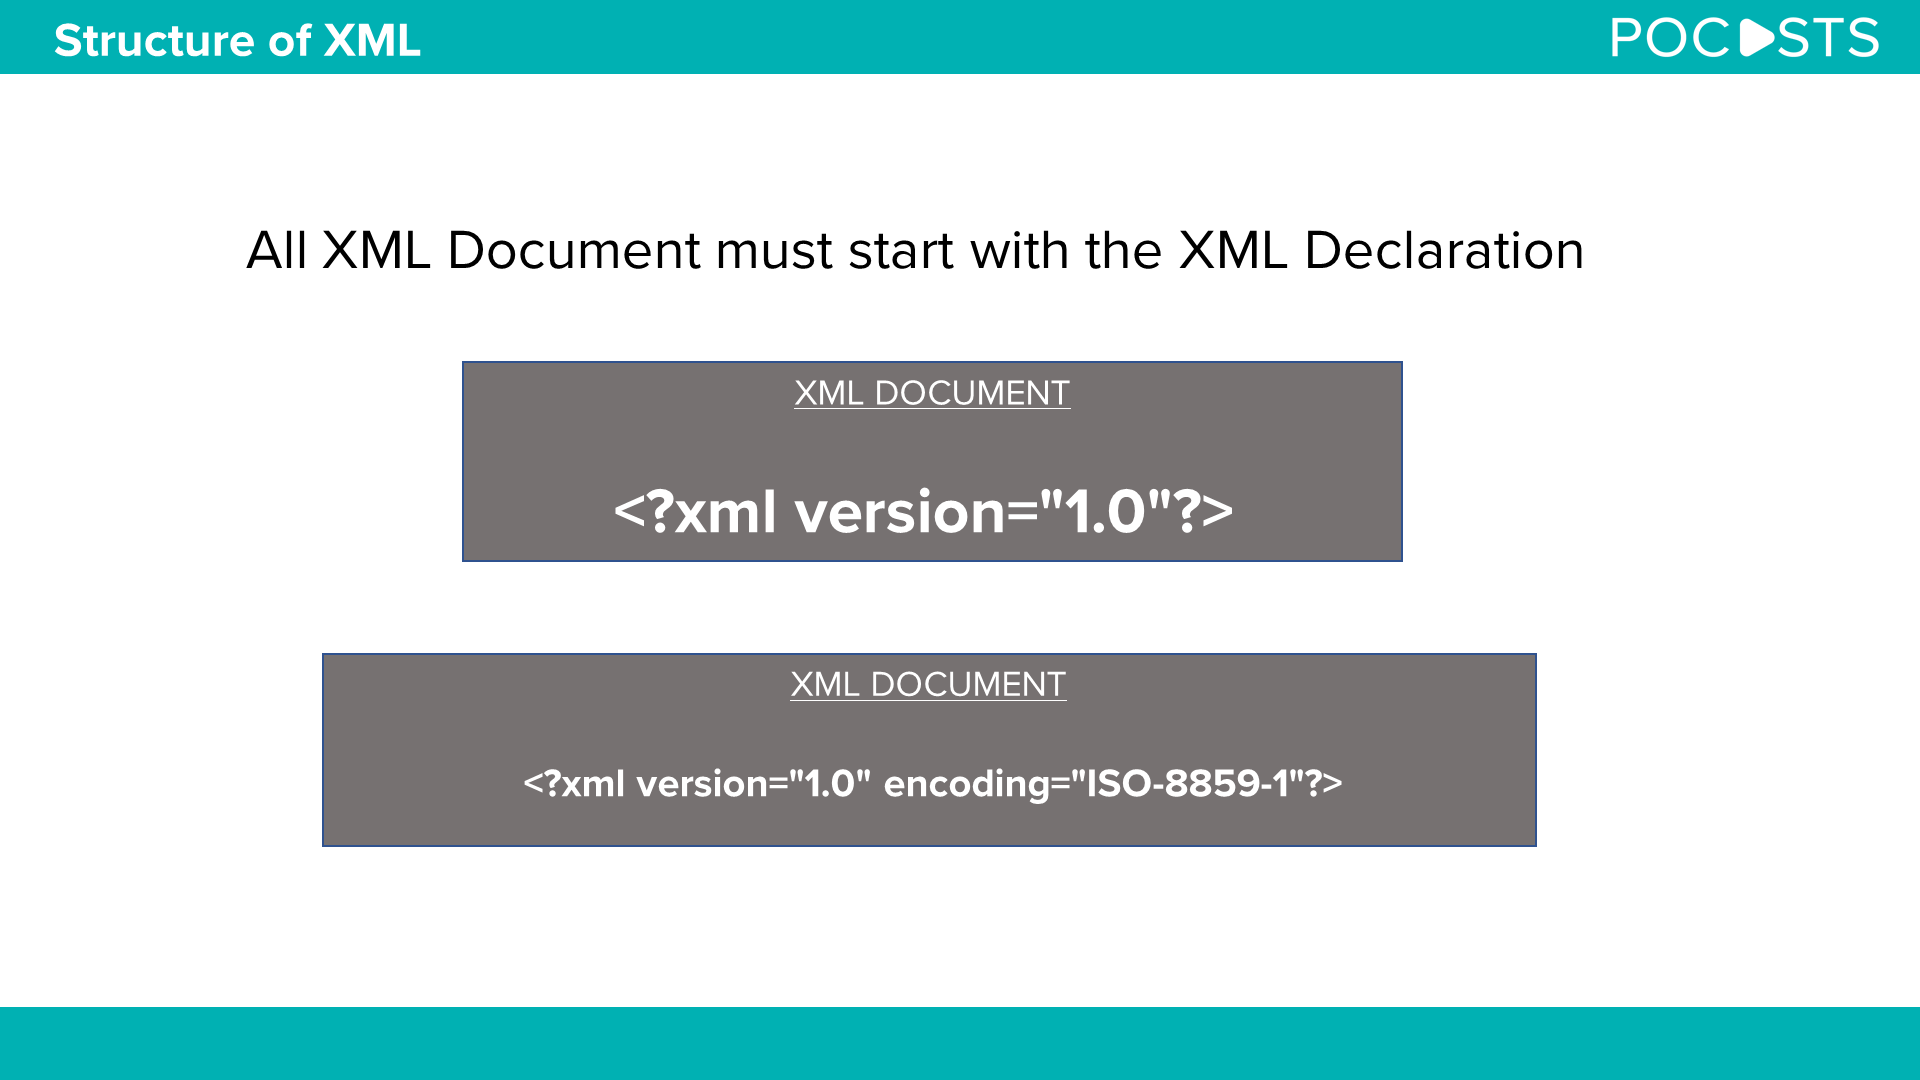 Structure of XML
POC▶STS
All XML Document must start with the XML Declaration
XML DOCUMENT
<?xml version="1.0"?>
XML DOCUMENT
<?xml version="1.0" encoding="ISO-8859-1"?>